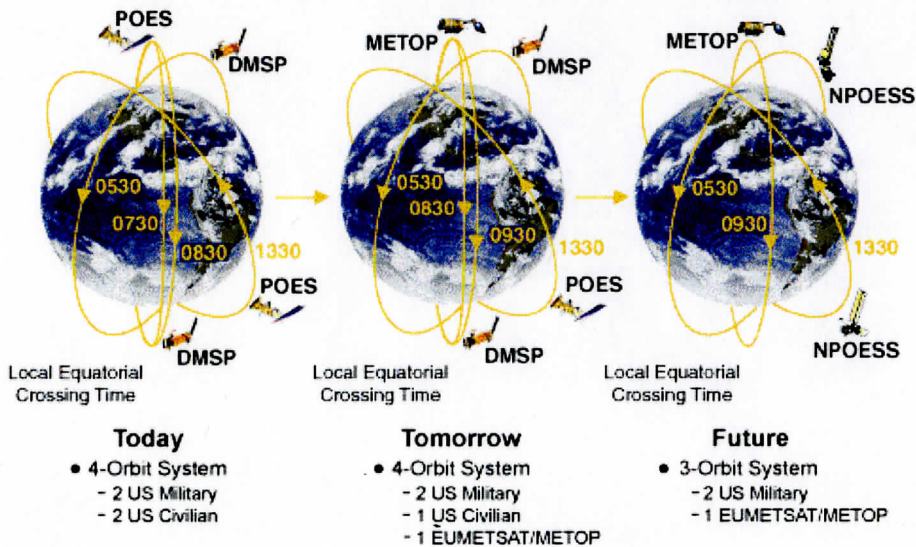 POES
DMSP
0530
0730
0830
1330
POES
DMSP
Local Equatorial
Crossing Time
Today
• 4-Orbit System
- 2 US Military
- 2 US Civilian
METOP
DMSP
0530
0830
0930
1330
POES
DMSP
Local Equatorial
Crossing Time
Tomorrow
• 4-Orbit System
- 2 US Military
- 1 US Civilian
- 1 EUMETSAT/METOP
METOP
NPOESS
0530
0930
1330
NPOESS
Local Equatorial
Crossing Time
Future
• 3-Orbit System
- 2 US Military
- 1 EUMETSAT/METOP